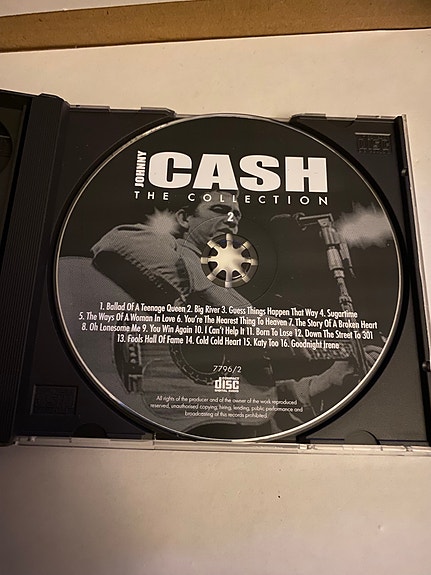 JOHNNY
CASH
THE COLLECTION
2
1. Ballad Of A Teenage Queen 2. Big River 3. Guess Things Happen That Way 4. Sugartime
5. The Ways Of A Woman In Love 6. You're The Nearest Thing To Heaven 7. The Story Of A Broken Heart
8. Oh Lonesome Me 9. You Win Again 10. I Can't Help It 11. Born To Lose 12. Down The Street To 301
13. Fools Hall Of Fame 14. Cold Cold Heart 15. Katy Too 16. Goodnight Irene
7796/2
COMPACT
disc
DIGITAL AUDIO
All rights of the producer and of the owner of the work reproduced
reserved, unauthorised copying, hiring, lending, public performance and
broadcasting of this records prohibited.